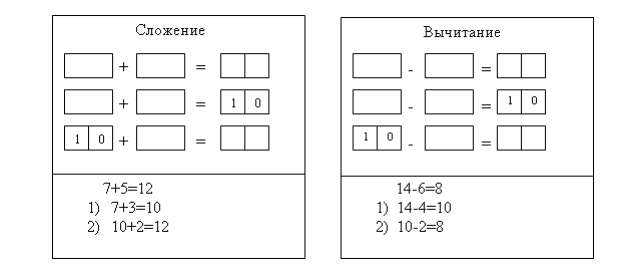 Сложение
+ =
+ = 1 0
1 0 + =
7+5=12
1) 7+3=10
2) 10+2=12
Вычитание
- =
- = 1 0
1 0 - =
14-6=8
1) 14-4=10
2) 10-2=8